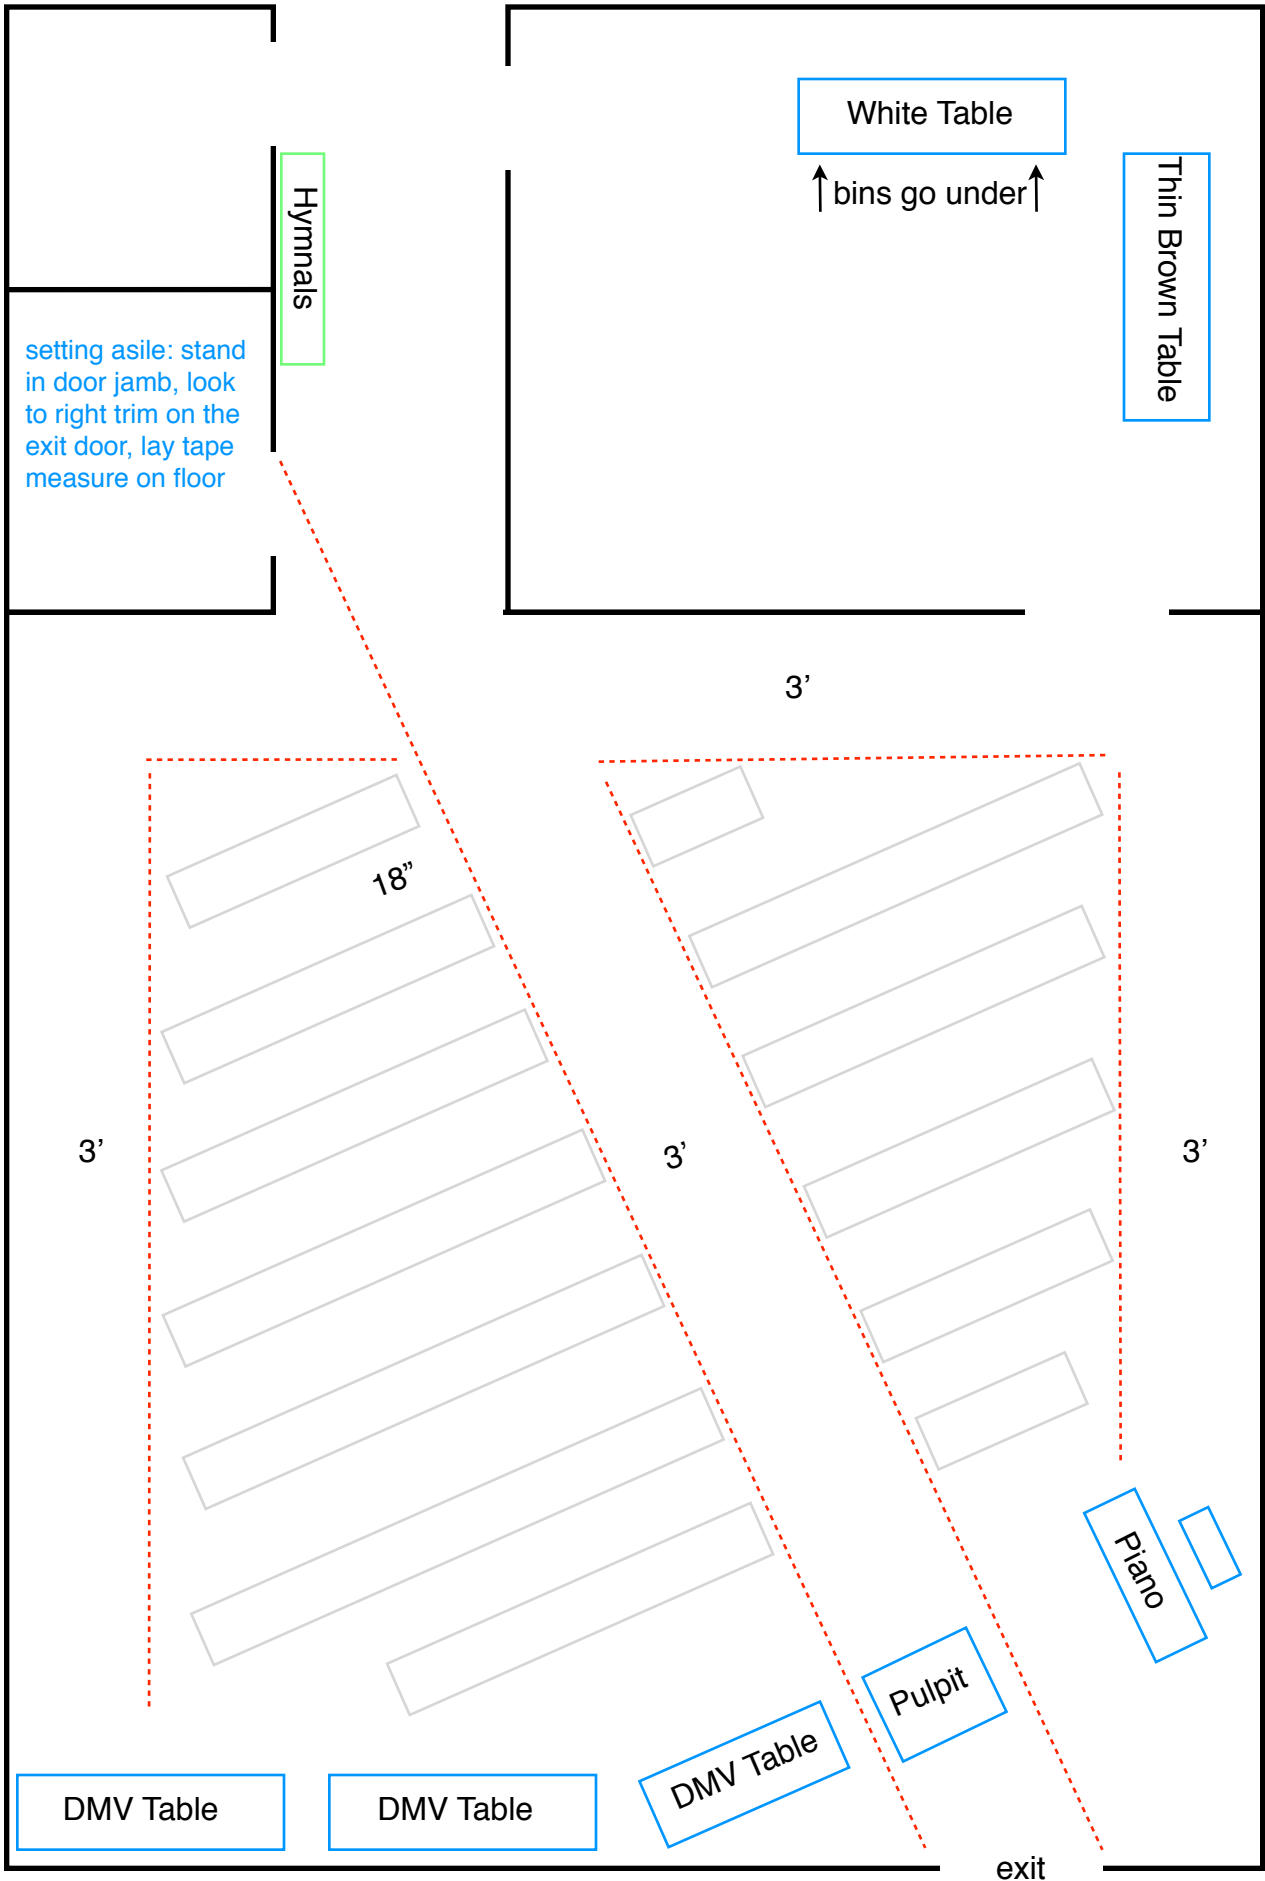 White Table
bins go under
Thin Brown Table
Hymnals
setting asile: stand
in door jamb, look
to right trim on the
exit door, lay tape
measure on floor
3’
18”
3’
3’
3’
Piano
Pulpit
DMV Table
DMV Table
DMV Table
exit